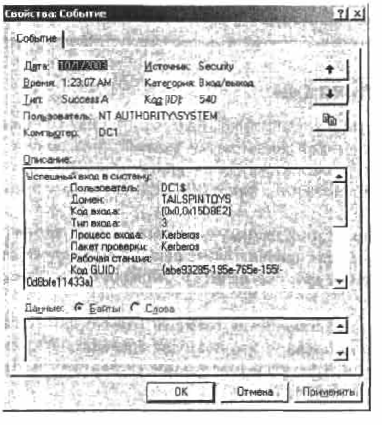 Свойства: Событие
Событие
Дата: 10/7/2003 Источник: Security
Время: 1:23:07 AM Категория: Вход/выход
Тип: Success A Код (ID): 540
Пользователь: NT AUTHORITY\SYSTEM
Компьютер: DC1
Описание:
Успешный вход в систему:
Пользователь: DC1$
Домен: TAILSPINTOYS
Код входа: (0x0,0x15D8E2)
Тип входа: 3
Процесс входа: Kerberos
Пакет проверки: Kerberos
Рабочая станция:
Код GUID: {abe93285-195e-765e-155f-
0d8bfe11433a}
Данные: Байты Слова
OK Отмена Применить